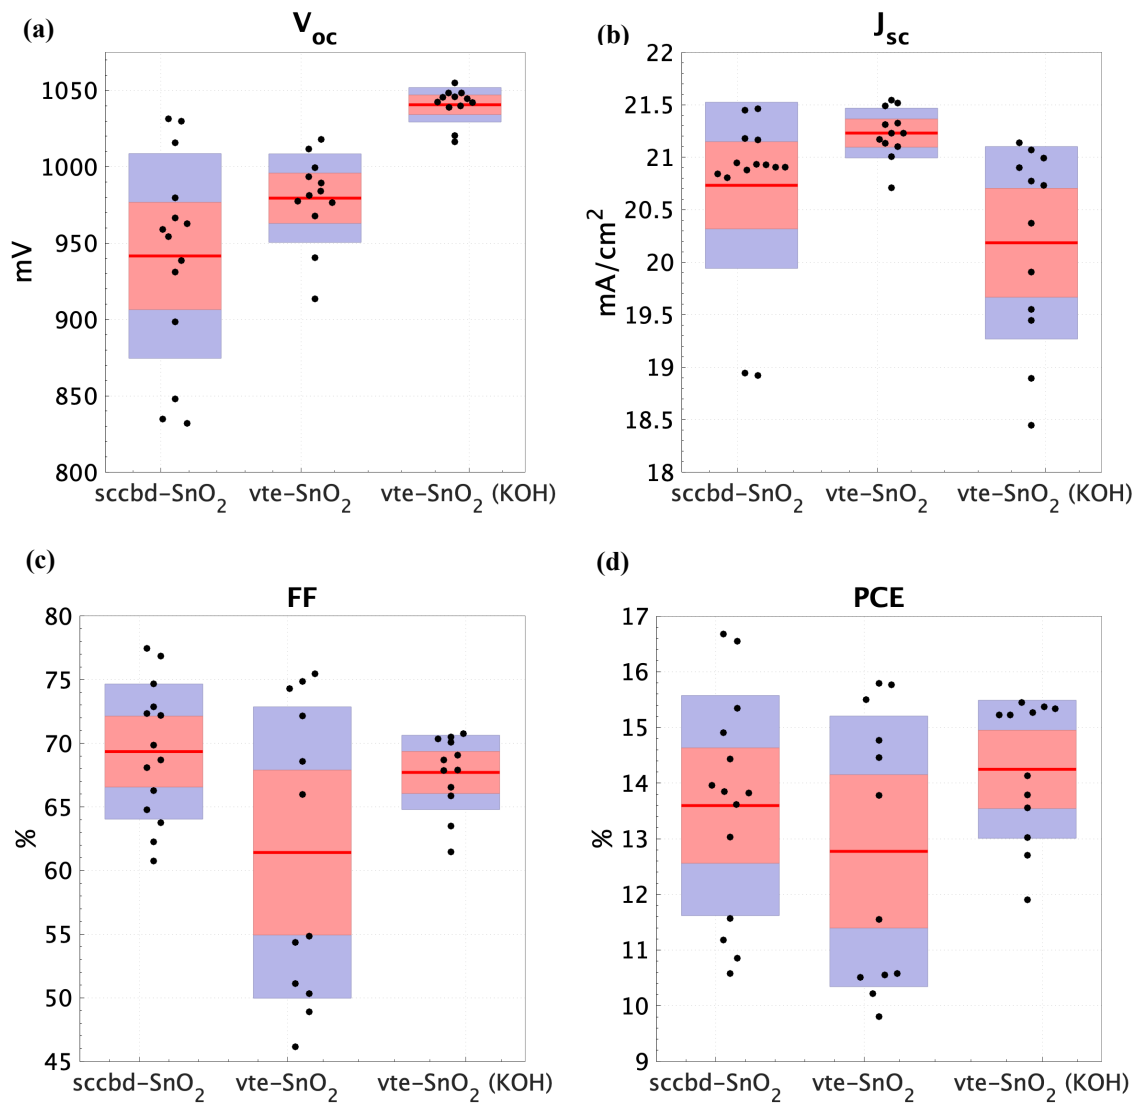 (a)
V_oc
mV
1050
1000
950
900
850
800
sccbd-SnO₂
vte-SnO₂
vte-SnO₂ (KOH)
(b)
J_sc
mA/cm²
22
21.5
21
20.5
20
19.5
19
18.5
18
sccbd-SnO₂
vte-SnO₂
vte-SnO₂ (KOH)
(c)
FF
%
80
75
70
65
60
55
50
45
sccbd-SnO₂
vte-SnO₂
vte-SnO₂ (KOH)
(d)
PCE
%
17
16
15
14
13
12
11
10
9
sccbd-SnO₂
vte-SnO₂
vte-SnO₂ (KOH)